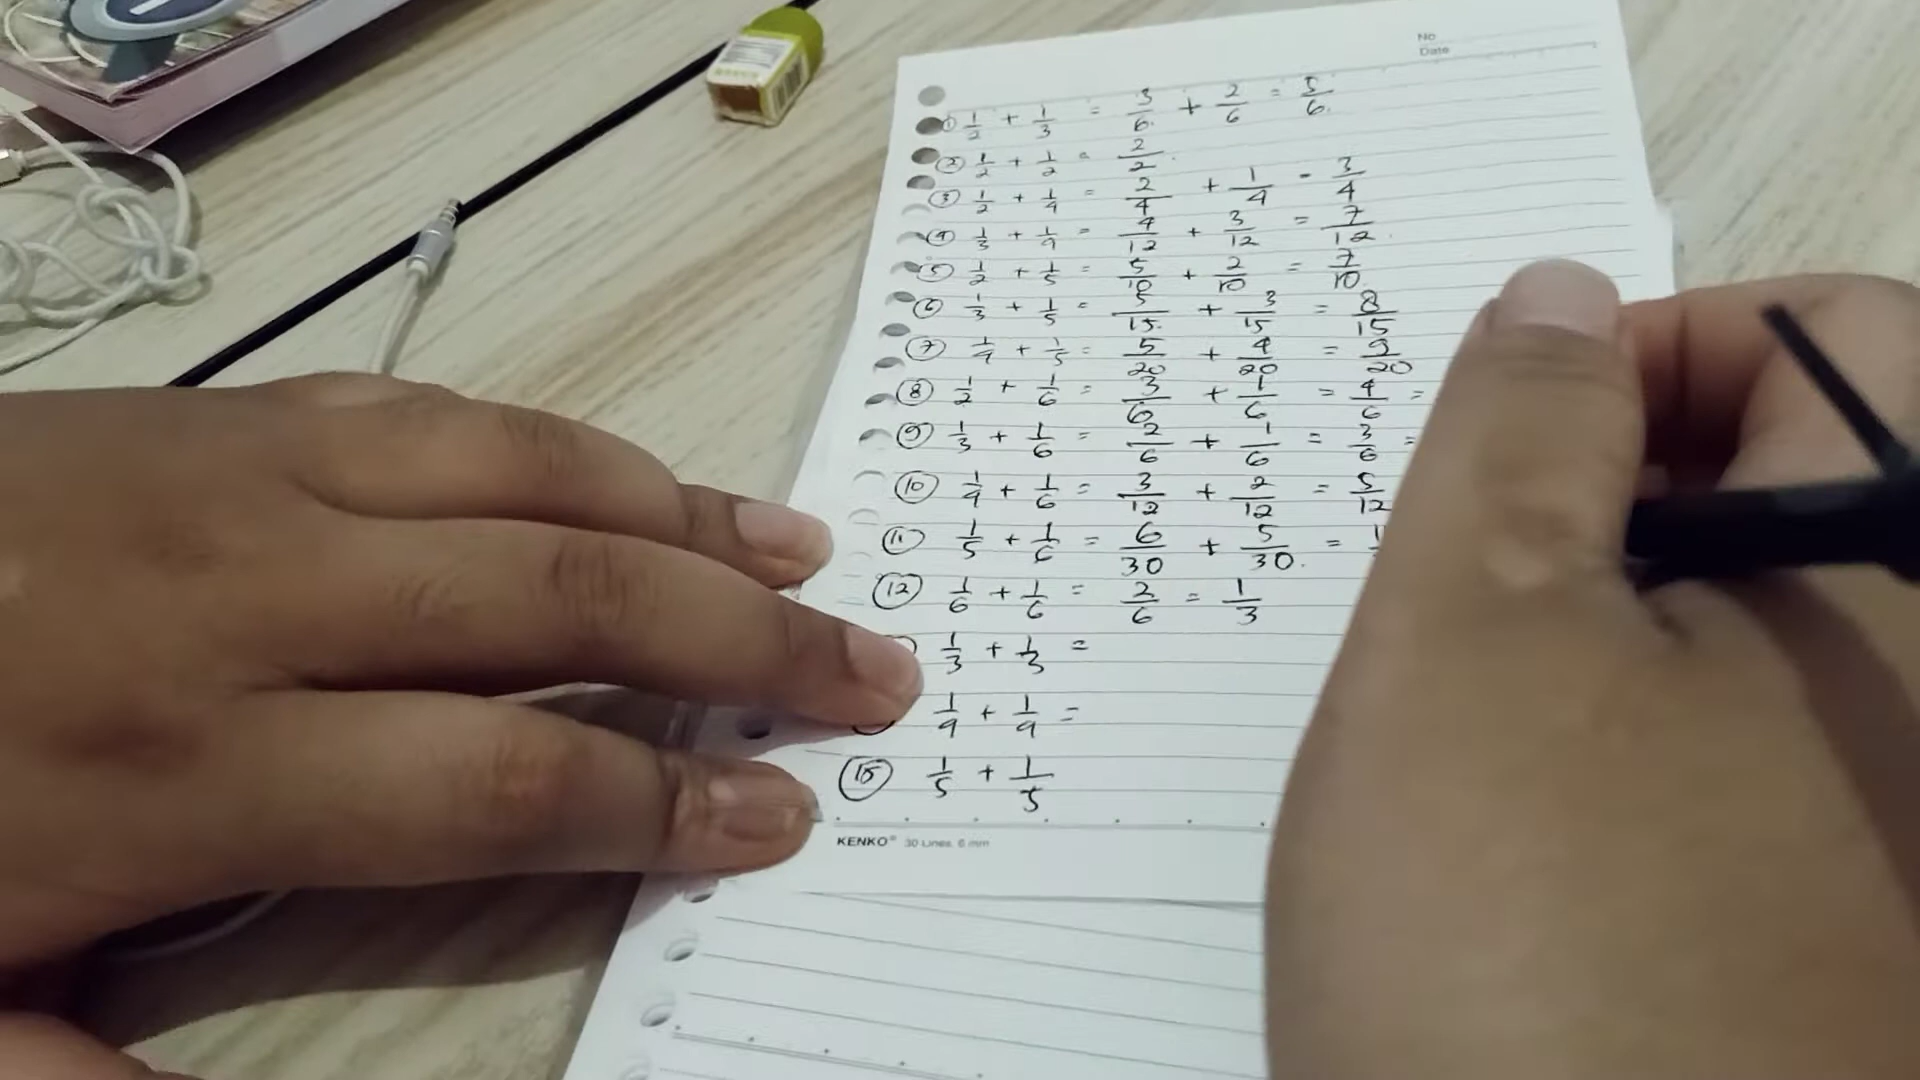 No
Date
① 1/2 + 1/3 = 3/6 + 2/6 = 5/6
② 1/2 + 1/2 = 2/2
③ 1/2 + 1/4 = 2/4 + 1/4 = 3/4
④ 1/3 + 1/4 = 4/12 + 3/12 = 7/12
⑤ 1/2 + 1/5 = 5/10 + 2/10 = 7/10
⑥ 1/3 + 1/5 = 5/15 + 3/15 = 8/15
⑦ 1/4 + 1/5 = 5/20 + 4/20 = 9/20
⑧ 1/2 + 1/6 = 3/6 + 1/6 = 4/6 =
⑨ 1/3 + 1/6 = 2/6 + 1/6 = 3/6 =
⑩ 1/4 + 1/6 = 3/12 + 2/12 = 5/12
⑪ 1/5 + 1/6 = 6/30 + 5/30 =
⑫ 1/6 + 1/6 = 2/6 = 1/3
1/3 + 1/3 =
1/4 + 1/4 =
⑮ 1/5 + 1/5
KENKO® 30 Lines, 6 mm